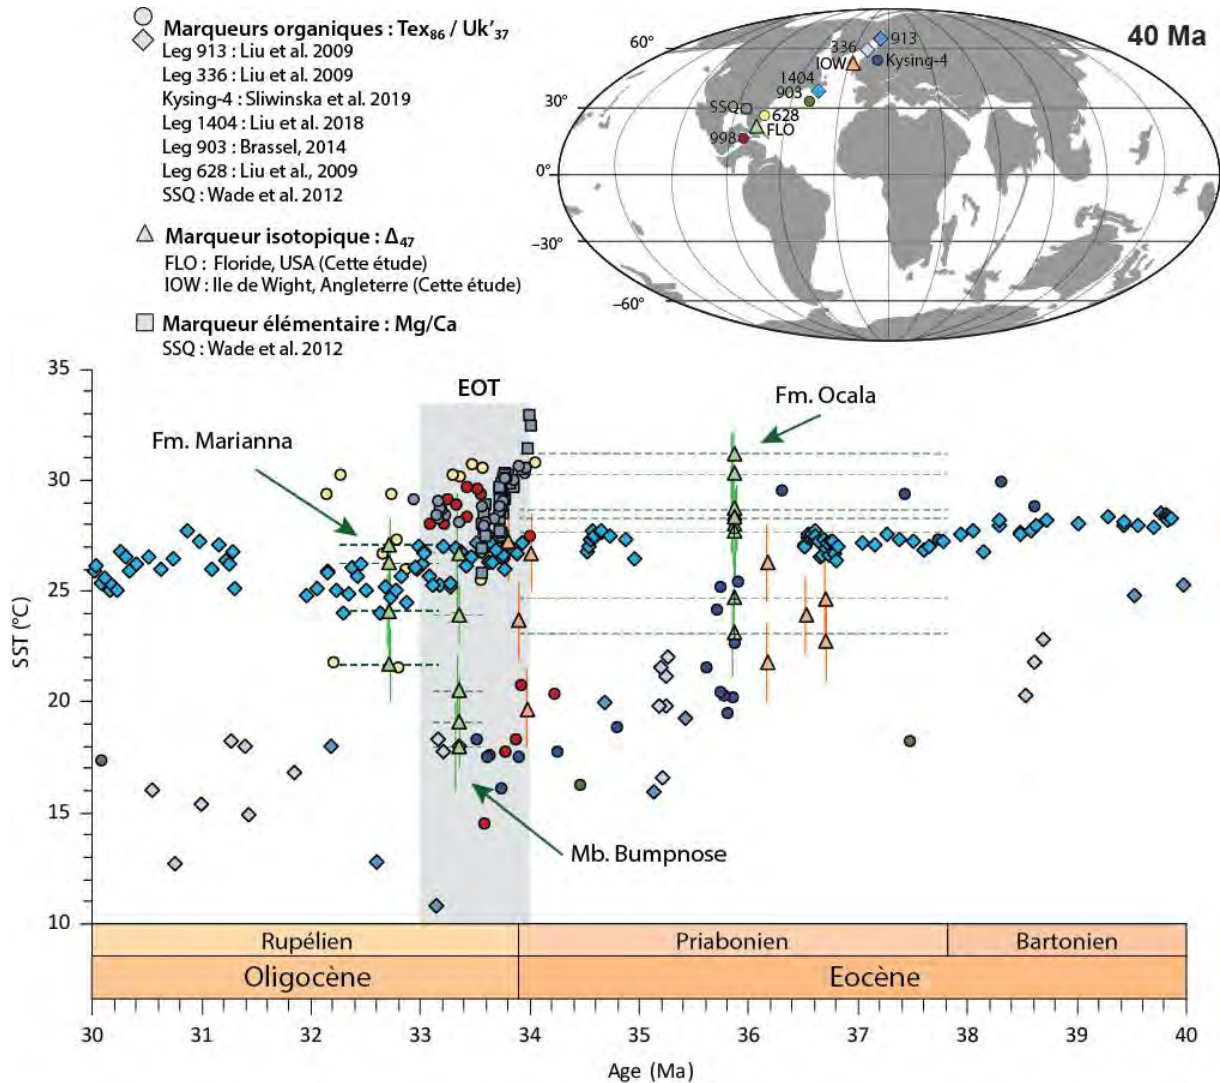 Marqueurs organiques : Tex86 / Uk'37
Leg 913 : Liu et al. 2009
Leg 336 : Liu et al. 2009
Kysing-4 : Sliwinska et al. 2019
Leg 1404 : Liu et al. 2018
Leg 903 : Brassel, 2014
Leg 628 : Liu et al., 2009
SSQ : Wade et al. 2012
Marqueur isotopique : Δ47
FLO : Floride, USA (Cette étude)
IOW : Ile de Wight, Angleterre (Cette étude)
Marqueur élémentaire : Mg/Ca
SSQ : Wade et al. 2012
40 Ma
60°
30°
0°
−30°
−60°
913
336
IOW
Kysing-4
1404
903
SSQ
628
FLO
998
35
30
25
20
15
10
SST (°C)
EOT
Fm. Marianna
Fm. Ocala
Mb. Bumpnose
Rupélien
Priabonien
Bartonien
Oligocène
Eocène
30 31 32 33 34 35 36 37 38 39 40
Age (Ma)